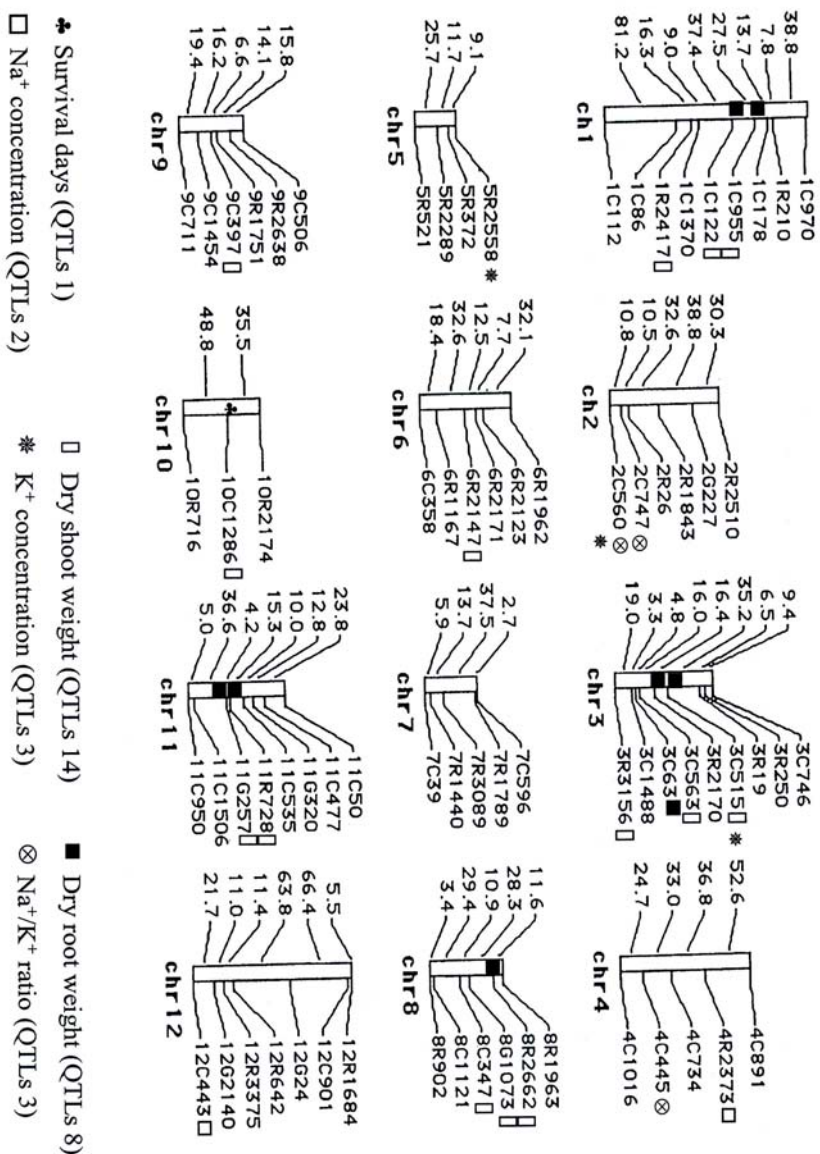 38.8
7.8
13.7
27.5
37.4
9.0
16.3
81.2
1C970
1R210
1C178
1C955
1C122
1C1370
1R2417
1C86
1C112
ch1
30.3
38.8
32.6
10.5
10.8
2R2510
2G227
2R1843
2R26
2C747 ⊗
2C560 ⊗ ❋
ch2
9.4
6.5
35.2
16.4
16.0
4.8
3.3
19.0
3C746
3R250
3R19
3C515 ❋
3R2170
3C563
3C63 ■
3C1488
3R3156
chr3
52.6
36.8
33.0
24.7
4C891
4R2373 □
4C734
4C445 ⊗
4C1016
chr4
9.1
11.7
25.7
5R2558 ❋
5R372
5R2289
5R521
chr5
32.1
7.7
12.5
32.6
18.4
6R1962
6R2123
6R2171
6R2147
6R1167
6C358
chr6
2.7
37.5
13.7
5.9
7C596
7R1789
7R3089
7R1440
7C39
chr7
11.6
28.3
10.9
29.4
3.4
8R1963
8R2662
8G1073
8C347
8C1121
8R902
chr8
15.8
14.1
6.6
16.2
19.4
9C506
9R2638
9R1751
9C397
9C1454
9C711
chr9
35.5
48.8
10R2174
10C1286
10R716
chr10
23.8
12.8
10.0
15.3
4.2
36.6
5.0
11C50
11C477
11G320
11C535
11R728
11G257
11C1506
11C950
chr11
5.5
66.4
63.8
11.4
11.0
21.7
12R1684
12C901
12G24
12R642
12R3375
12G2140
12C443 □
chr12
♣ Survival days (QTLs 1) ▯ Dry shoot weight (QTLs 14) ■ Dry root weight (QTLs 8)
□ Na⁺ concentration (QTLs 2) ❋ K⁺ concentration (QTLs 3) ⊗ Na⁺/K⁺ ratio (QTLs 3)